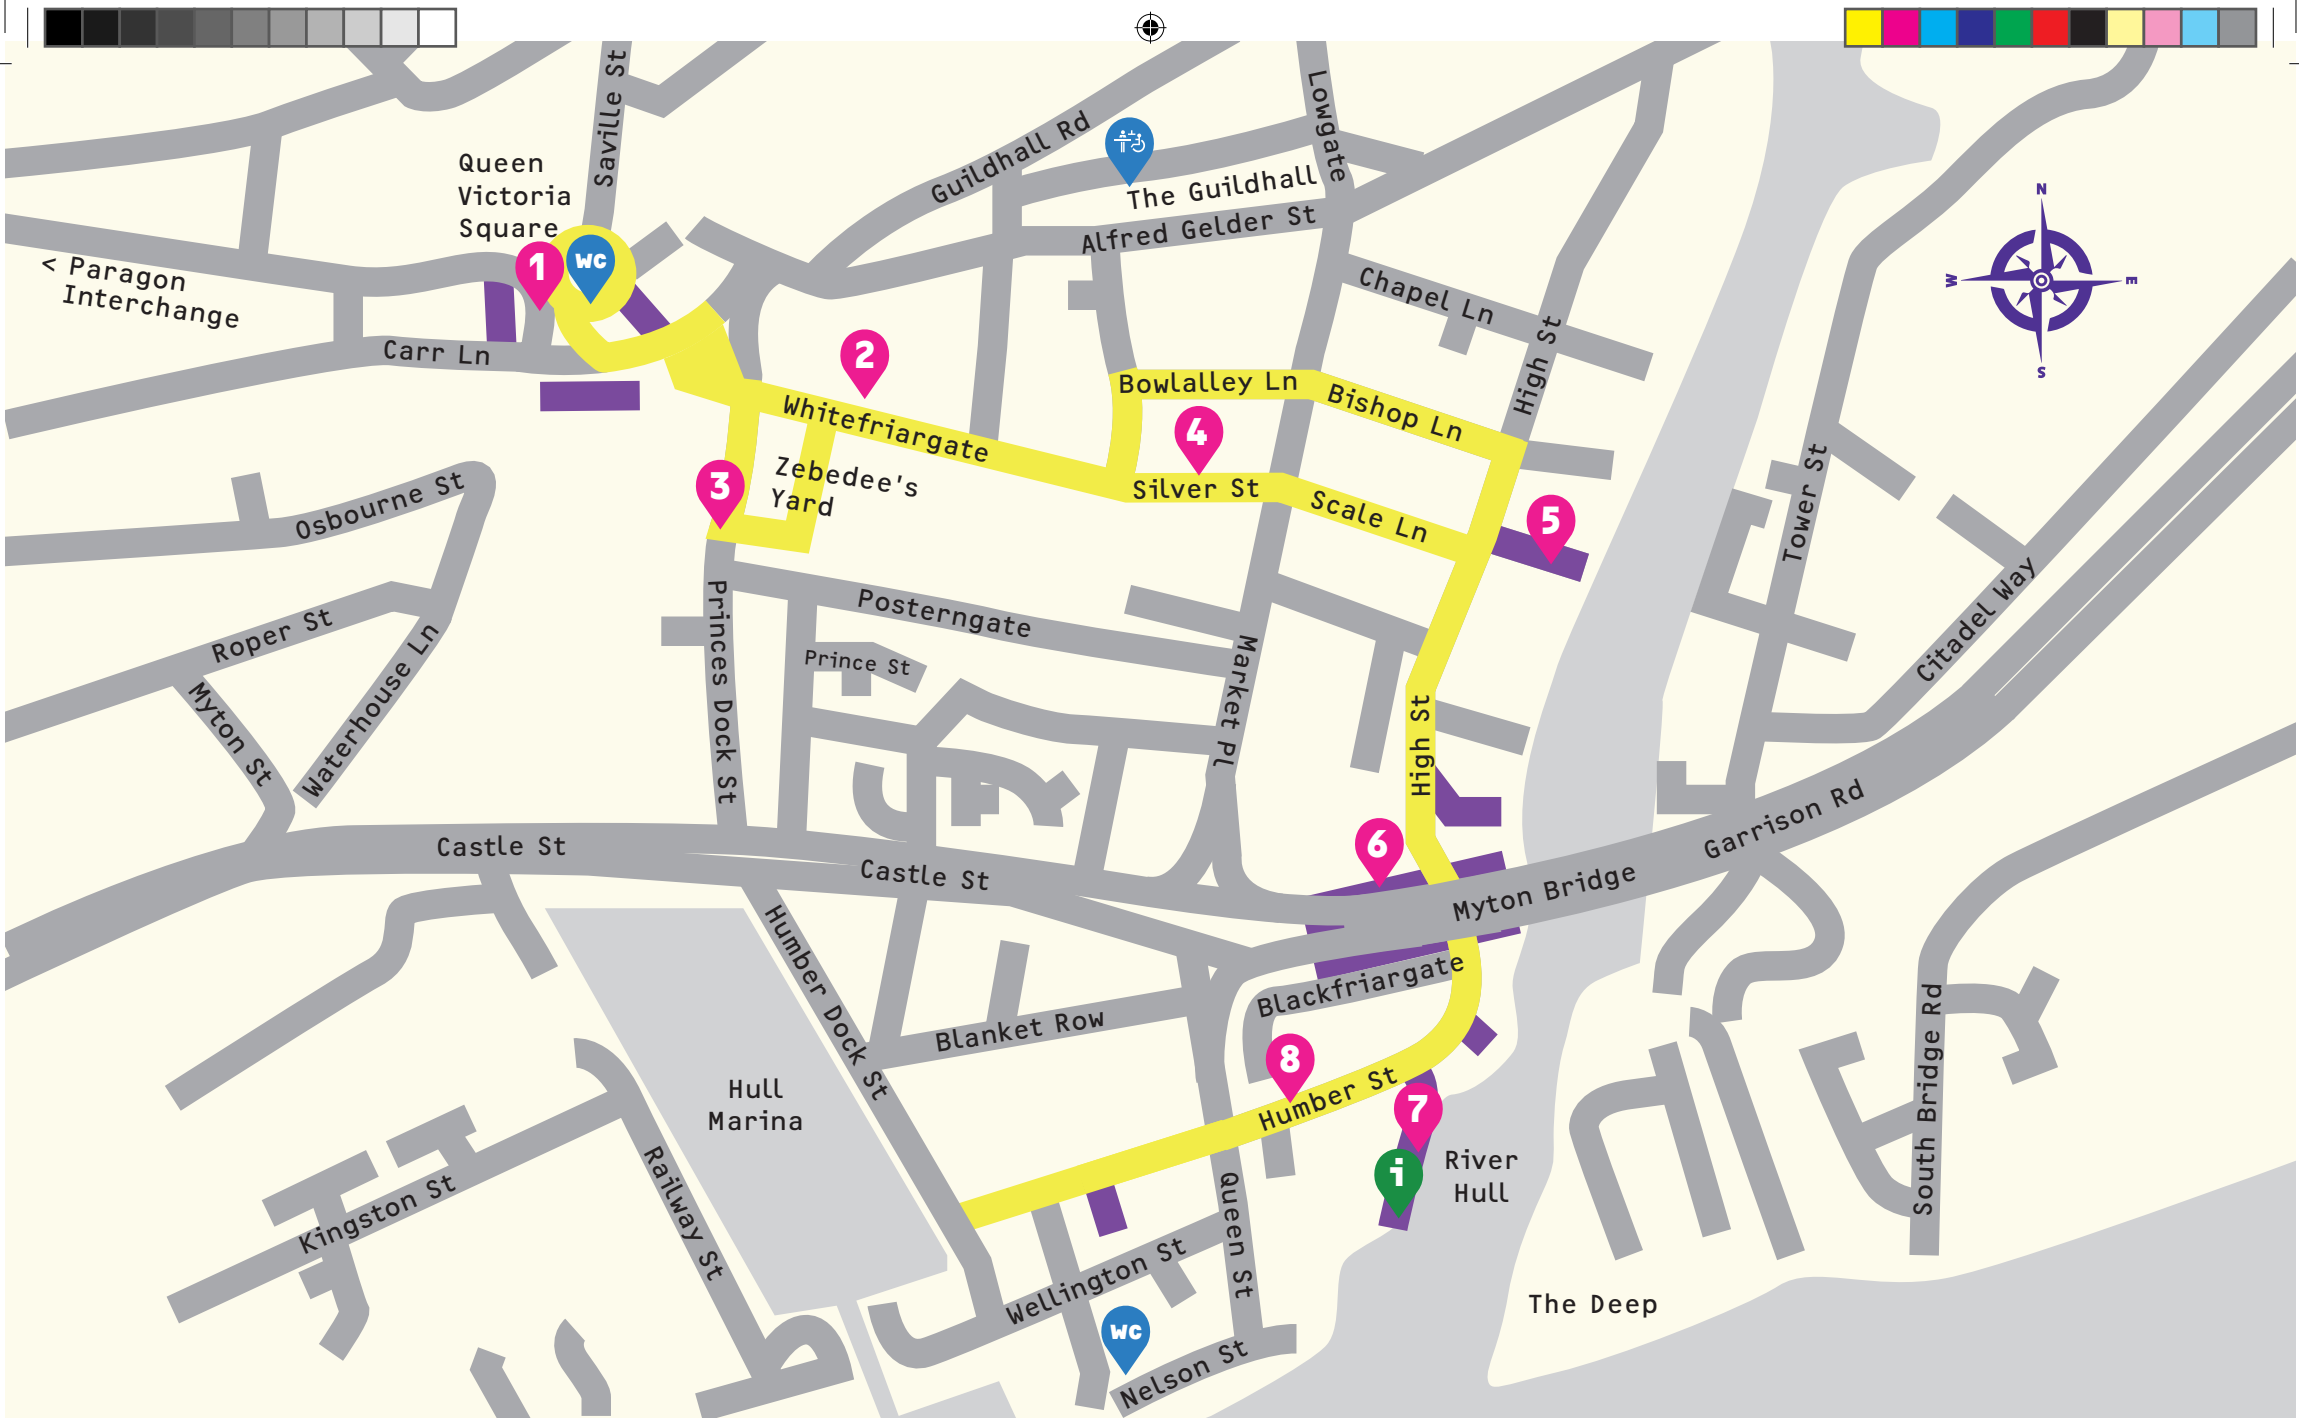 Saville St
Lowgate
Guildhall Rd
Queen
Victoria
Square
The Guildhall
Alfred Gelder St
N
W
E
S
1
WC
< Paragon
Interchange
Chapel Ln
High St
Carr Ln
2
Whitefriargate
Bowlalley Ln
Bishop Ln
4
Silver St
Scale Ln
3
Zebedee's
Yard
5
Tower St
Osbourne St
Citadel Way
Roper St
Waterhouse Ln
Myton St
Princes Dock St
Posterngate
Prince St
Market Pl
High St
6
Castle St
Castle St
Garrison Rd
Myton Bridge
Blackfriargate
Humber Dock St
Blanket Row
8
Humber St
7
i
River
Hull
Hull
Marina
South Bridge Rd
Kingston St
Railway St
Queen St
Wellington St
The Deep
WC
Nelson St